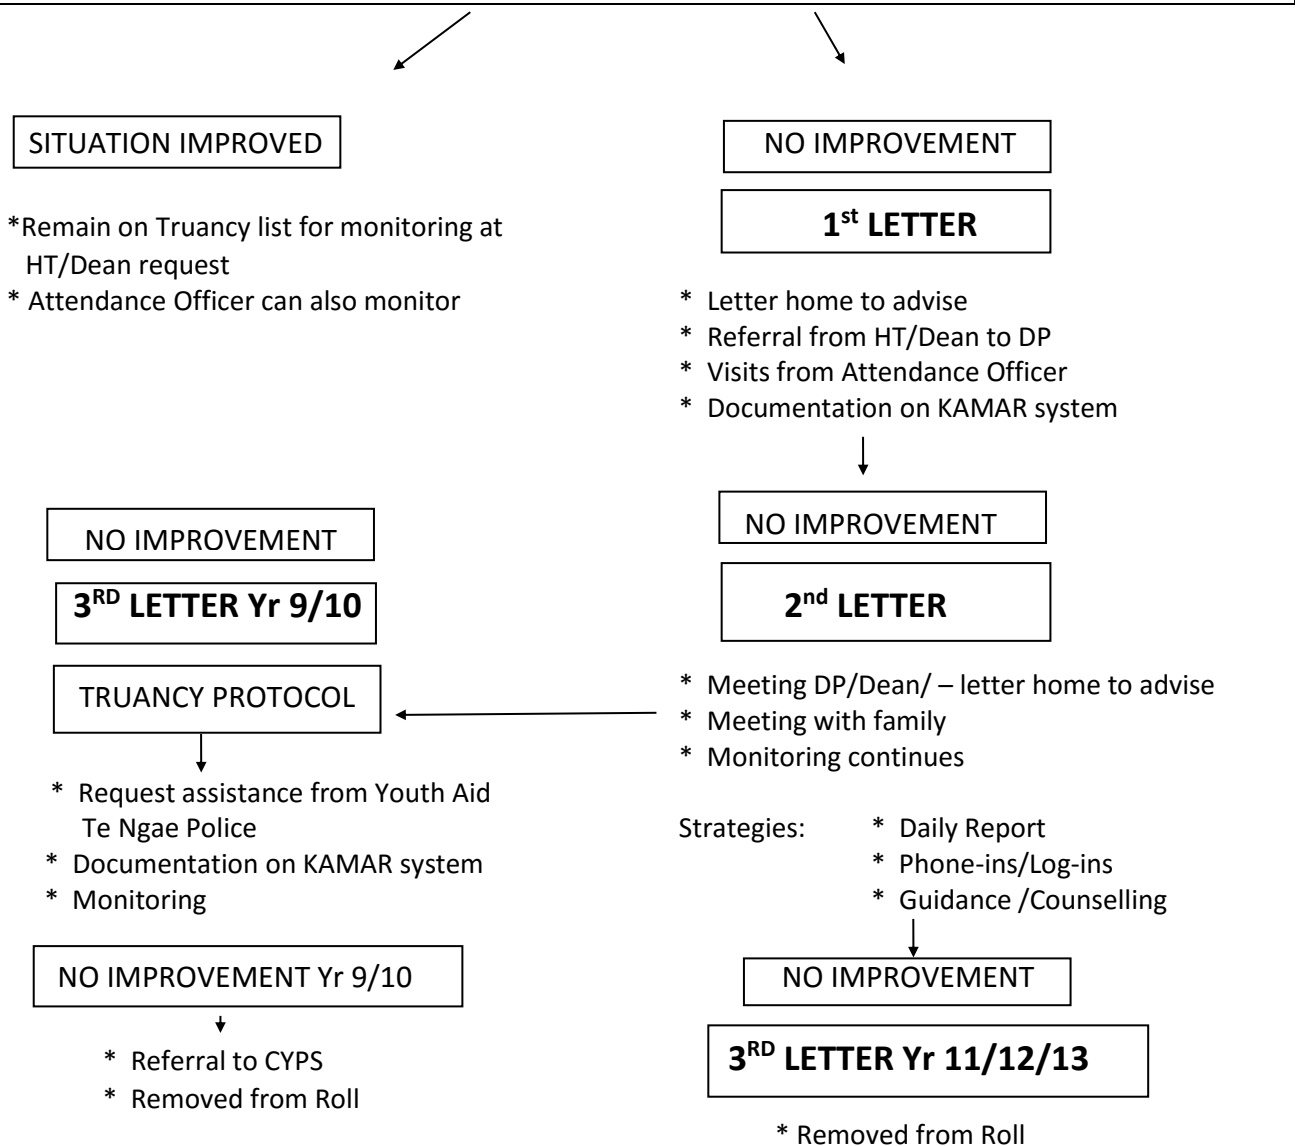 SITUATION IMPROVED
*Remain on Truancy list for monitoring at
HT/Dean request
* Attendance Officer can also monitor
NO IMPROVEMENT
1st LETTER
* Letter home to advise
* Referral from HT/Dean to DP
* Visits from Attendance Officer
* Documentation on KAMAR system
NO IMPROVEMENT
2nd LETTER
* Meeting DP/Dean/ – letter home to advise
* Meeting with family
* Monitoring continues
Strategies: * Daily Report
* Phone-ins/Log-ins
* Guidance /Counselling
NO IMPROVEMENT
3RD LETTER Yr 11/12/13
* Removed from Roll
NO IMPROVEMENT
3RD LETTER Yr 9/10
TRUANCY PROTOCOL
* Request assistance from Youth Aid
Te Ngae Police
* Documentation on KAMAR system
* Monitoring
NO IMPROVEMENT Yr 9/10
* Referral to CYPS
* Removed from Roll